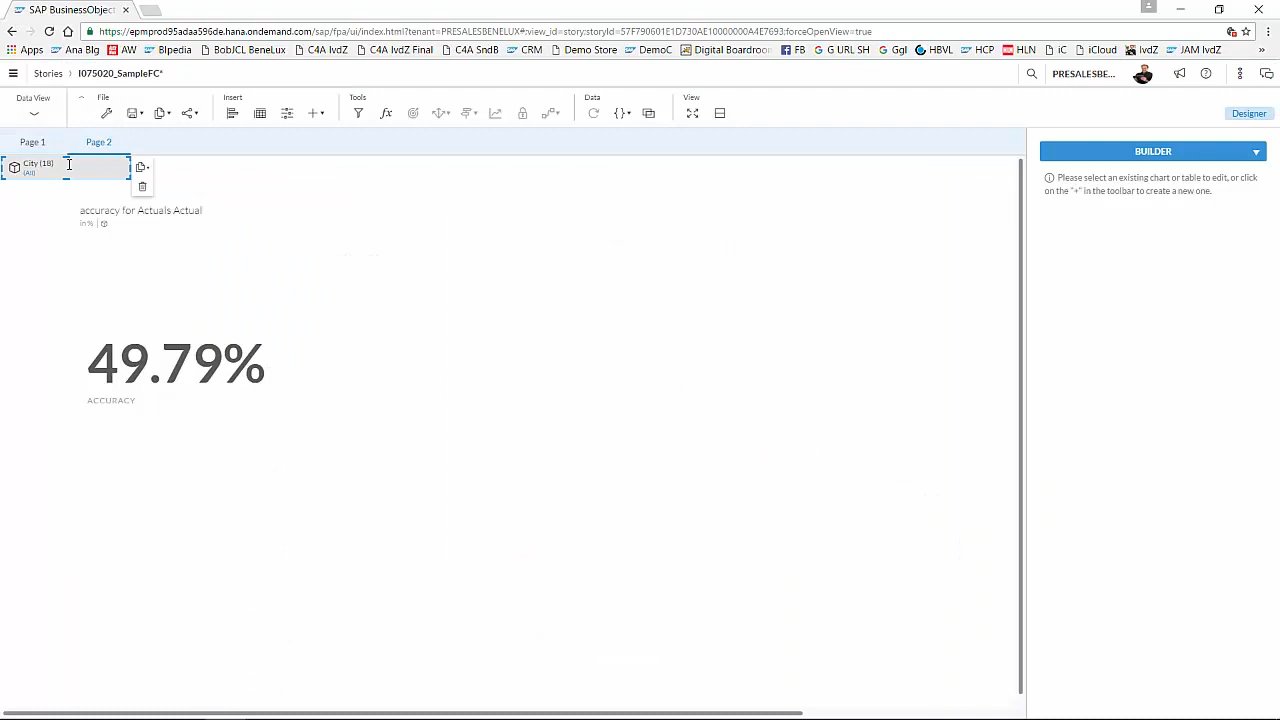 SAP BusinessObject
https://epmprod95adaa596de.hana.ondemand.com/sap/fpa/ui/index.html?tenant=PRESALESBENELUX#;view_id=story;storyId=57F790601E1D730AE10000000A4E7693;forceOpenView=true
Apps Ana Blg AW BIpedia BobJCL BeNeLux C4A IvdZ Final C4A SndB CRM Demo Store DemoC Digital Boardroom FB G URL SH Ggl HBVL HCP HLN iC iCloud IvdZ JAM IvdZ
Stories > I075020_SampleFC* PRESALESBE...
Data View File Insert Tools Data View
Designer
Page 1 Page 2
BUILDER
City (18)
(All)
Please select an existing chart or table to edit, or click
on the "+" in the toolbar to create a new one.
accuracy for Actuals Actual
in %
49.79%
ACCURACY